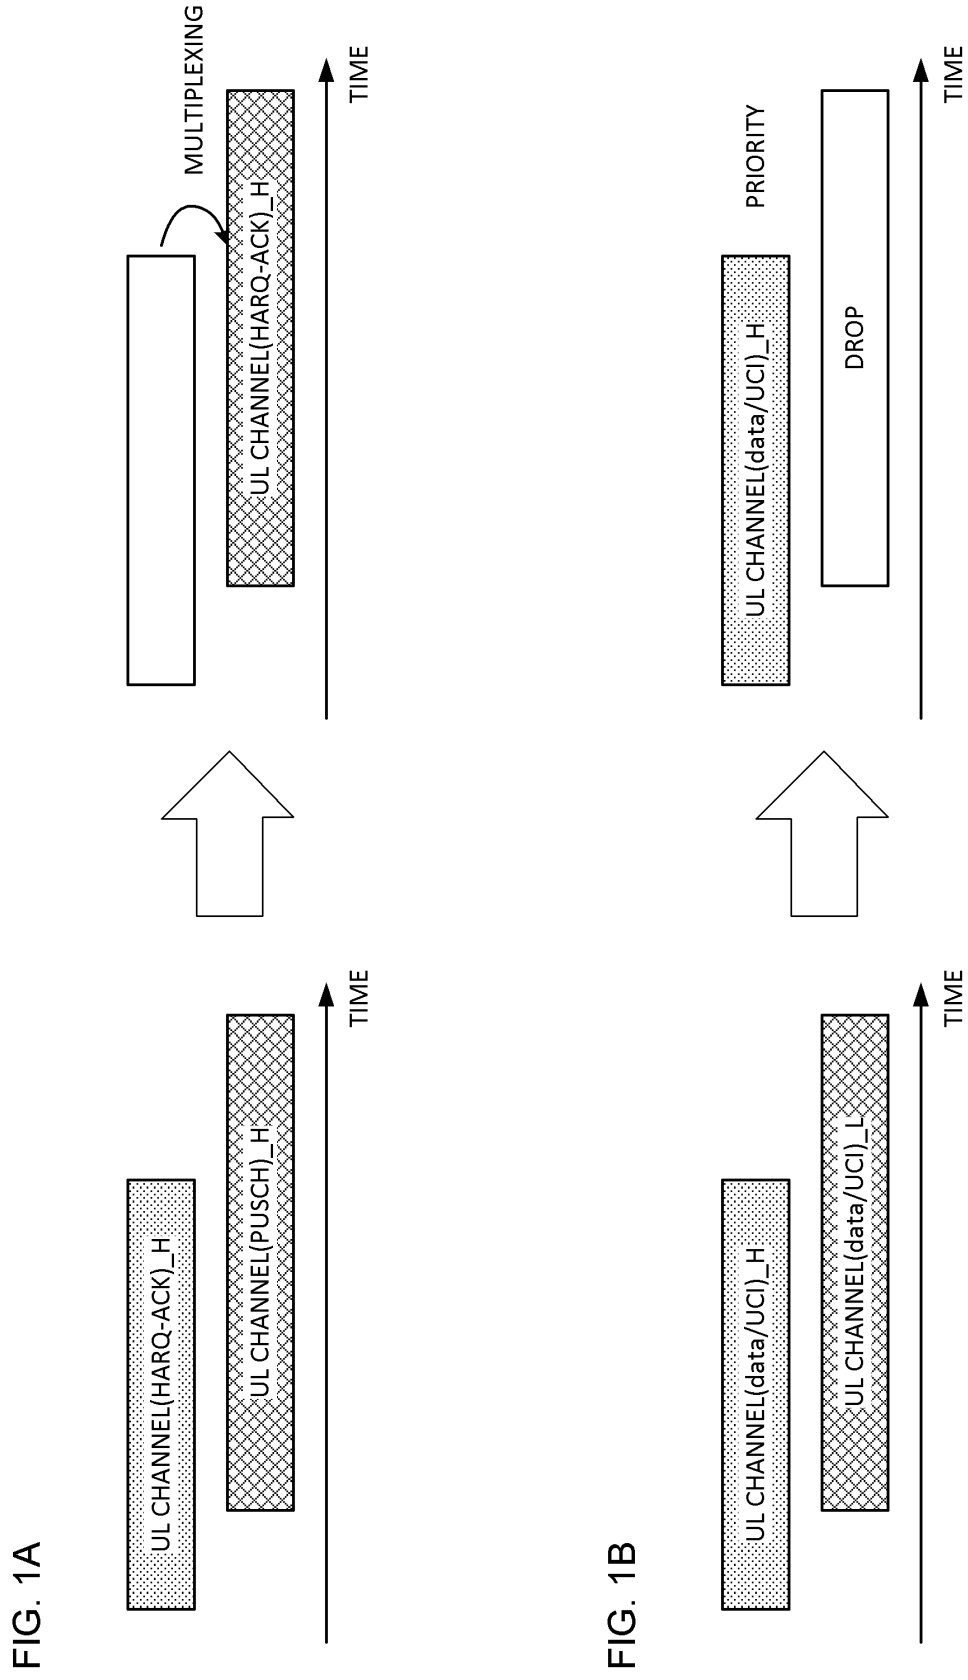 FIG. 1A
UL CHANNEL(HARQ-ACK)_H
UL CHANNEL(PUSCH)_H
TIME
MULTIPLEXING
UL CHANNEL(HARQ-ACK)_H
TIME
FIG. 1B
UL CHANNEL(data/UCI)_H
UL CHANNEL(data/UCI)_L
TIME
PRIORITY
UL CHANNEL(data/UCI)_H
DROP
TIME